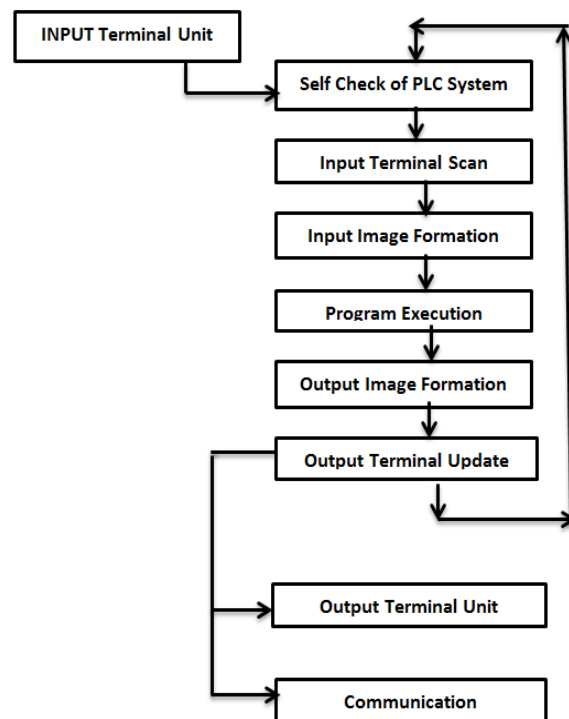 INPUT Terminal Unit
Self Check of PLC System
Input Terminal Scan
Input Image Formation
Program Execution
Output Image Formation
Output Terminal Update
Output Terminal Unit
Communication